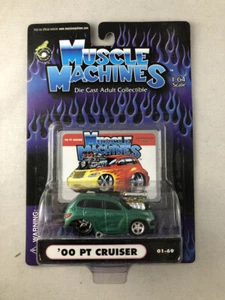 MUSCLE
MACHINES
Die Cast Adult Collectible
1:64
Scale
MUSCLE
MACHINES
⚠WARNING:
'00 PT CRUISER
01-69